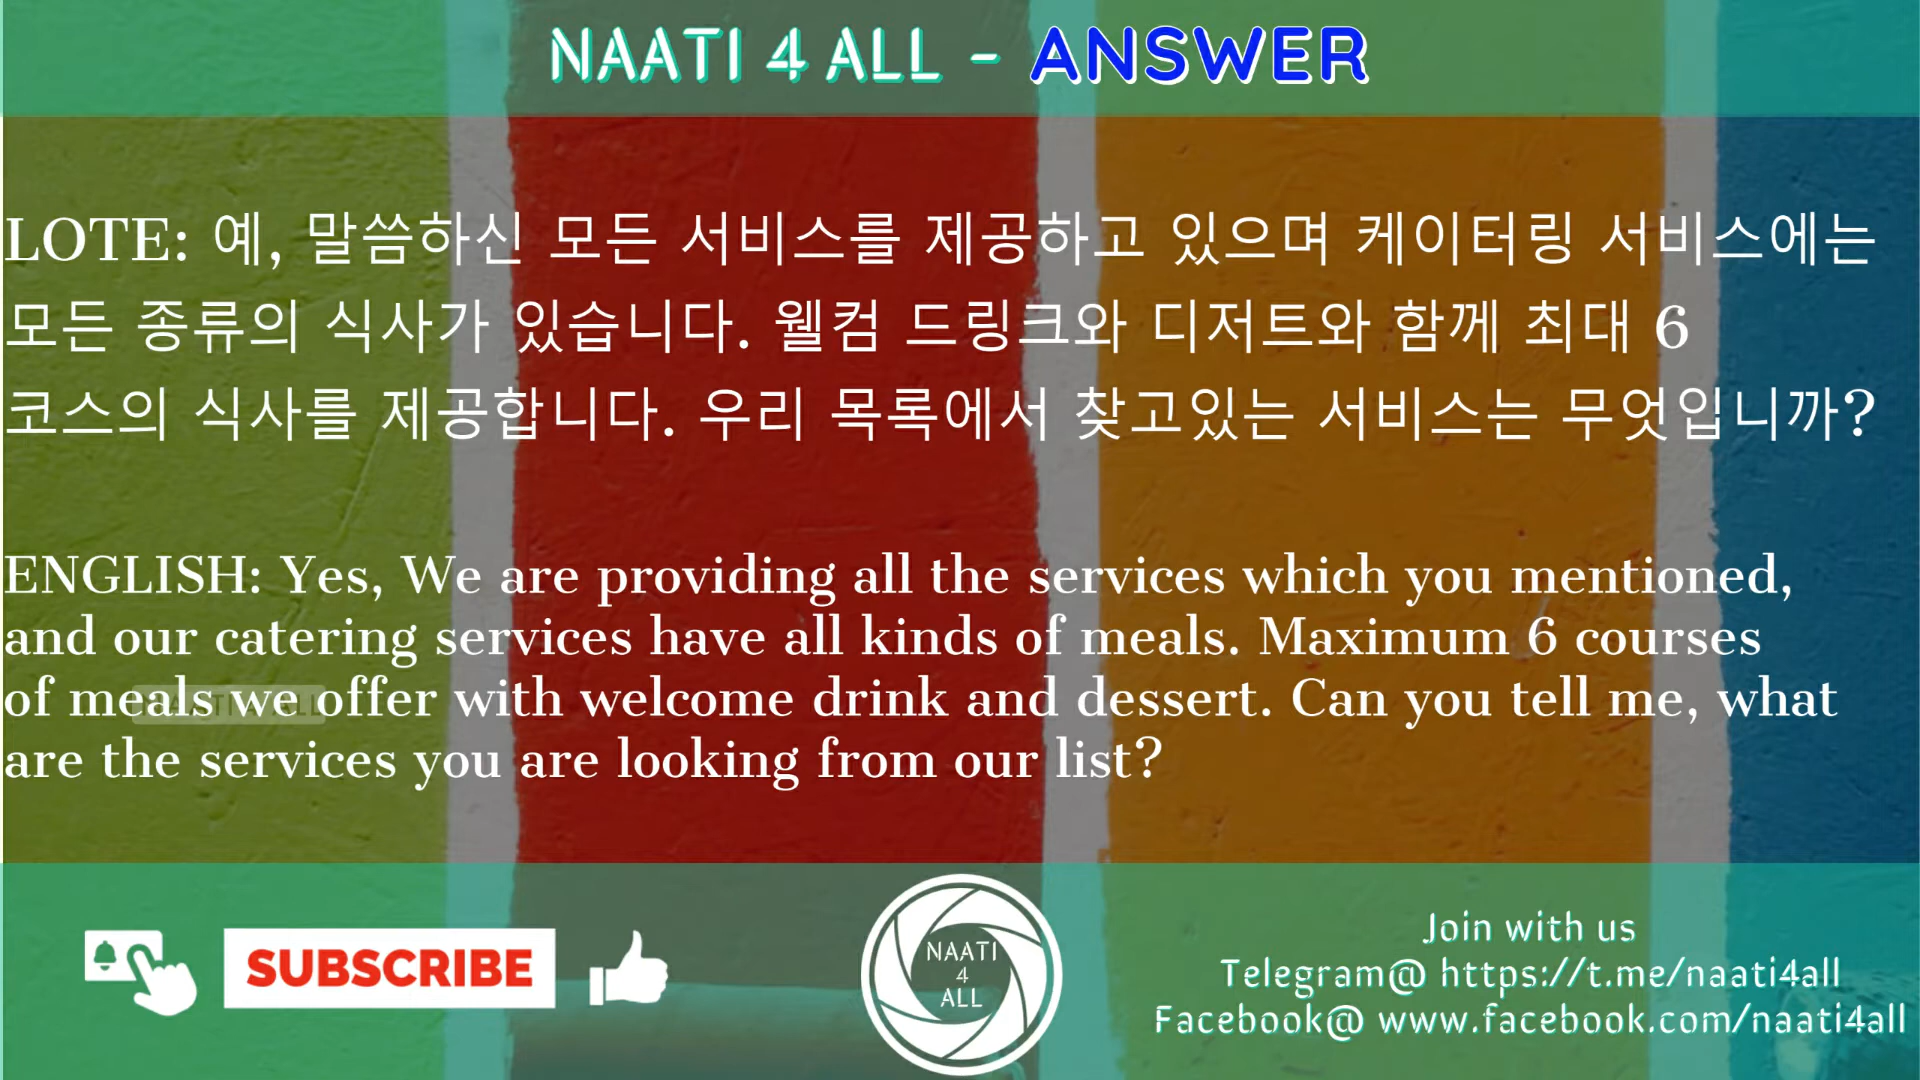 NAATI 4 ALL - ANSWER
LOTE: 예, 말씀하신 모든 서비스를 제공하고 있으며 케이터링 서비스에는
모든 종류의 식사가 있습니다. 웰컴 드링크와 디저트와 함께 최대 6
코스의 식사를 제공합니다. 우리 목록에서 찾고있는 서비스는 무엇입니까?
ENGLISH: Yes, We are providing all the services which you mentioned,
and our catering services have all kinds of meals. Maximum 6 courses
of meals we offer with welcome drink and dessert. Can you tell me, what
are the services you are looking from our list?
NAATI 4 ALL
SUBSCRIBE
NAATI
4
ALL
Join with us
Telegram@ https://t.me/naati4all
Facebook@ www.facebook.com/naati4all